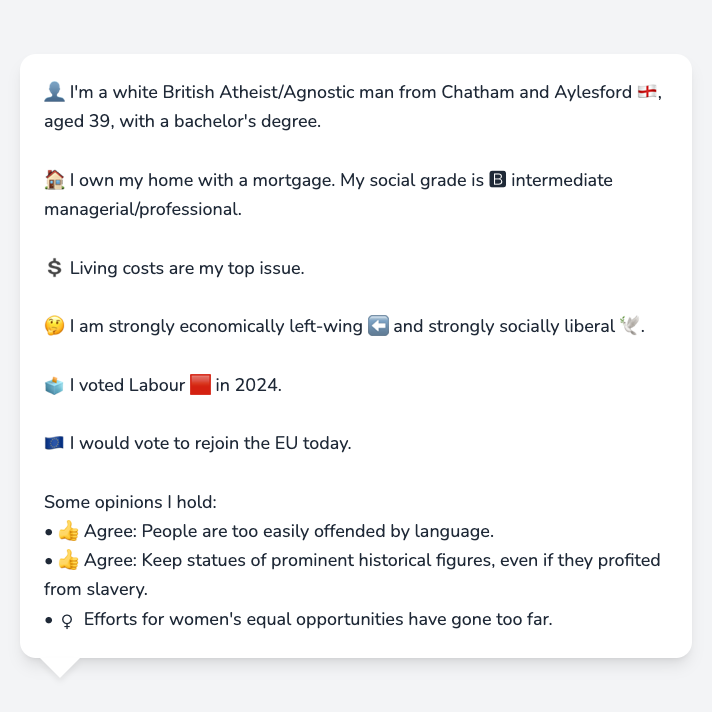 👤 I'm a white British Atheist/Agnostic man from Chatham and Aylesford 🏴󠁧󠁢󠁥󠁮󠁧󠁿,
aged 39, with a bachelor's degree.
🏠 I own my home with a mortgage. My social grade is 🅱 intermediate
managerial/professional.
💲 Living costs are my top issue.
🤔 I am strongly economically left-wing ⬅️ and strongly socially liberal 🕊️.
🗳️ I voted Labour 🟥 in 2024.
🇪🇺 I would vote to rejoin the EU today.
Some opinions I hold:
• 👍 Agree: People are too easily offended by language.
• 👍 Agree: Keep statues of prominent historical figures, even if they profited
from slavery.
• ♀ Efforts for women's equal opportunities have gone too far.